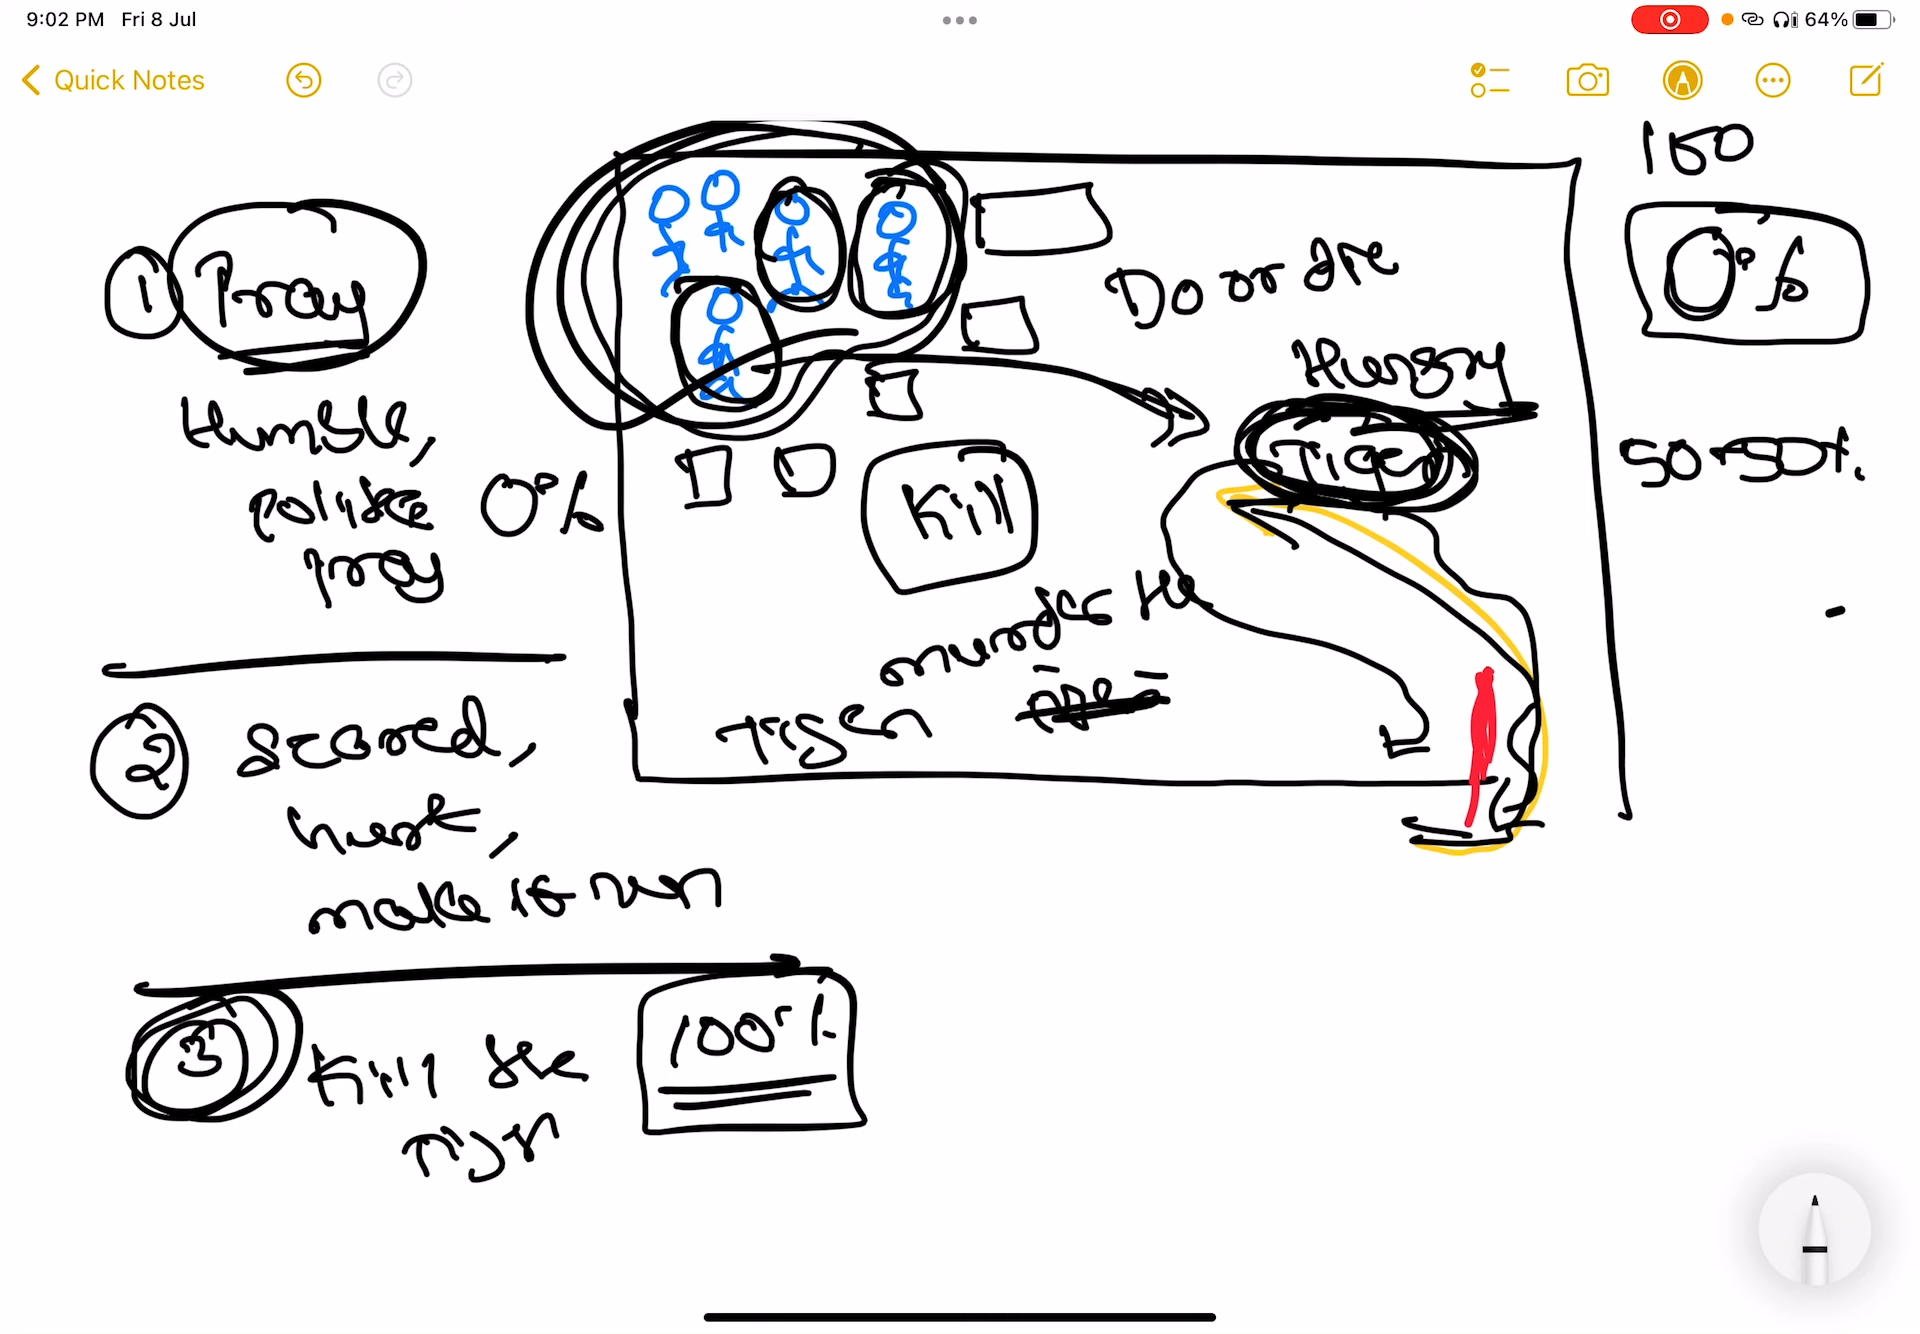 9:02 PM Fri 8 Jul
64%
Quick Notes
150
1 Pray
Do or die
0%
Hungry
Humble,
Tiger
50-50%
polite
0%
Kill
pray
murder the
2 scared,
Tiger
hurt,
make it run
3 Kill the
100%